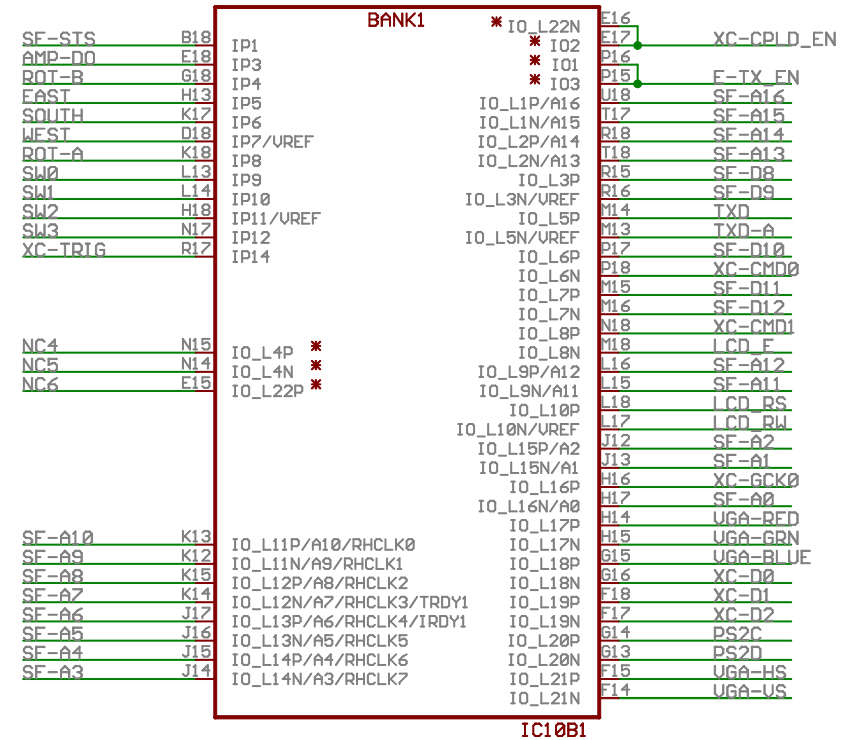 BANK1
SF-STS B18 IP1
AMP-DO E18 IP3
ROT-B G18 IP4
EAST H13 IP5
SOUTH K17 IP6
WEST D18 IP7/VREF
ROT-A K18 IP8
SW0 L13 IP9
SW1 L14 IP10
SW2 H18 IP11/VREF
SW3 N17 IP12
XC-TRIG R17 IP14
NC4 N15 IO_L4P *
NC5 N14 IO_L4N *
NC6 E15 IO_L22P *
SF-A10 K13 IO_L11P/A10/RHCLK0
SF-A9 K12 IO_L11N/A9/RHCLK1
SF-A8 K15 IO_L12P/A8/RHCLK2
SF-A7 K14 IO_L12N/A7/RHCLK3/TRDY1
SF-A6 J17 IO_L13P/A6/RHCLK4/IRDY1
SF-A5 J16 IO_L13N/A5/RHCLK5
SF-A4 J15 IO_L14P/A4/RHCLK6
SF-A3 J14 IO_L14N/A3/RHCLK7
* IO_L22N E16
* IO2 E17 XC-CPLD_EN
* IO1 P16
* IO3 P15 E-TX_EN
IO_L1P/A16 U18 SF-A16
IO_L1N/A15 T17 SF-A15
IO_L2P/A14 R18 SF-A14
IO_L2N/A13 T18 SF-A13
IO_L3P R15 SF-D8
IO_L3N/VREF R16 SF-D9
IO_L5P M14 TXD
IO_L5N/VREF M13 TXD-A
IO_L6P P17 SF-D10
IO_L6N P18 XC-CMD0
IO_L7P M15 SF-D11
IO_L7N M16 SF-D12
IO_L8P N18 XC-CMD1
IO_L8N M18 LCD_E
IO_L9P/A12 L16 SF-A12
IO_L9N/A11 L15 SF-A11
IO_L10P L18 LCD_RS
IO_L10N/VREF L17 LCD_RW
IO_L15P/A2 J12 SF-A2
IO_L15N/A1 J13 SF-A1
IO_L16P H16 XC-GCK0
IO_L16N/A0 H17 SF-A0
IO_L17P H14 VGA-RED
IO_L17N H15 VGA-GRN
IO_L18P G15 VGA-BLUE
IO_L18N G16 XC-D0
IO_L19P F18 XC-D1
IO_L19N F17 XC-D2
IO_L20P G14 PS2C
IO_L20N G13 PS2D
IO_L21P F15 VGA-HS
IO_L21N F14 VGA-VS
IC10B1